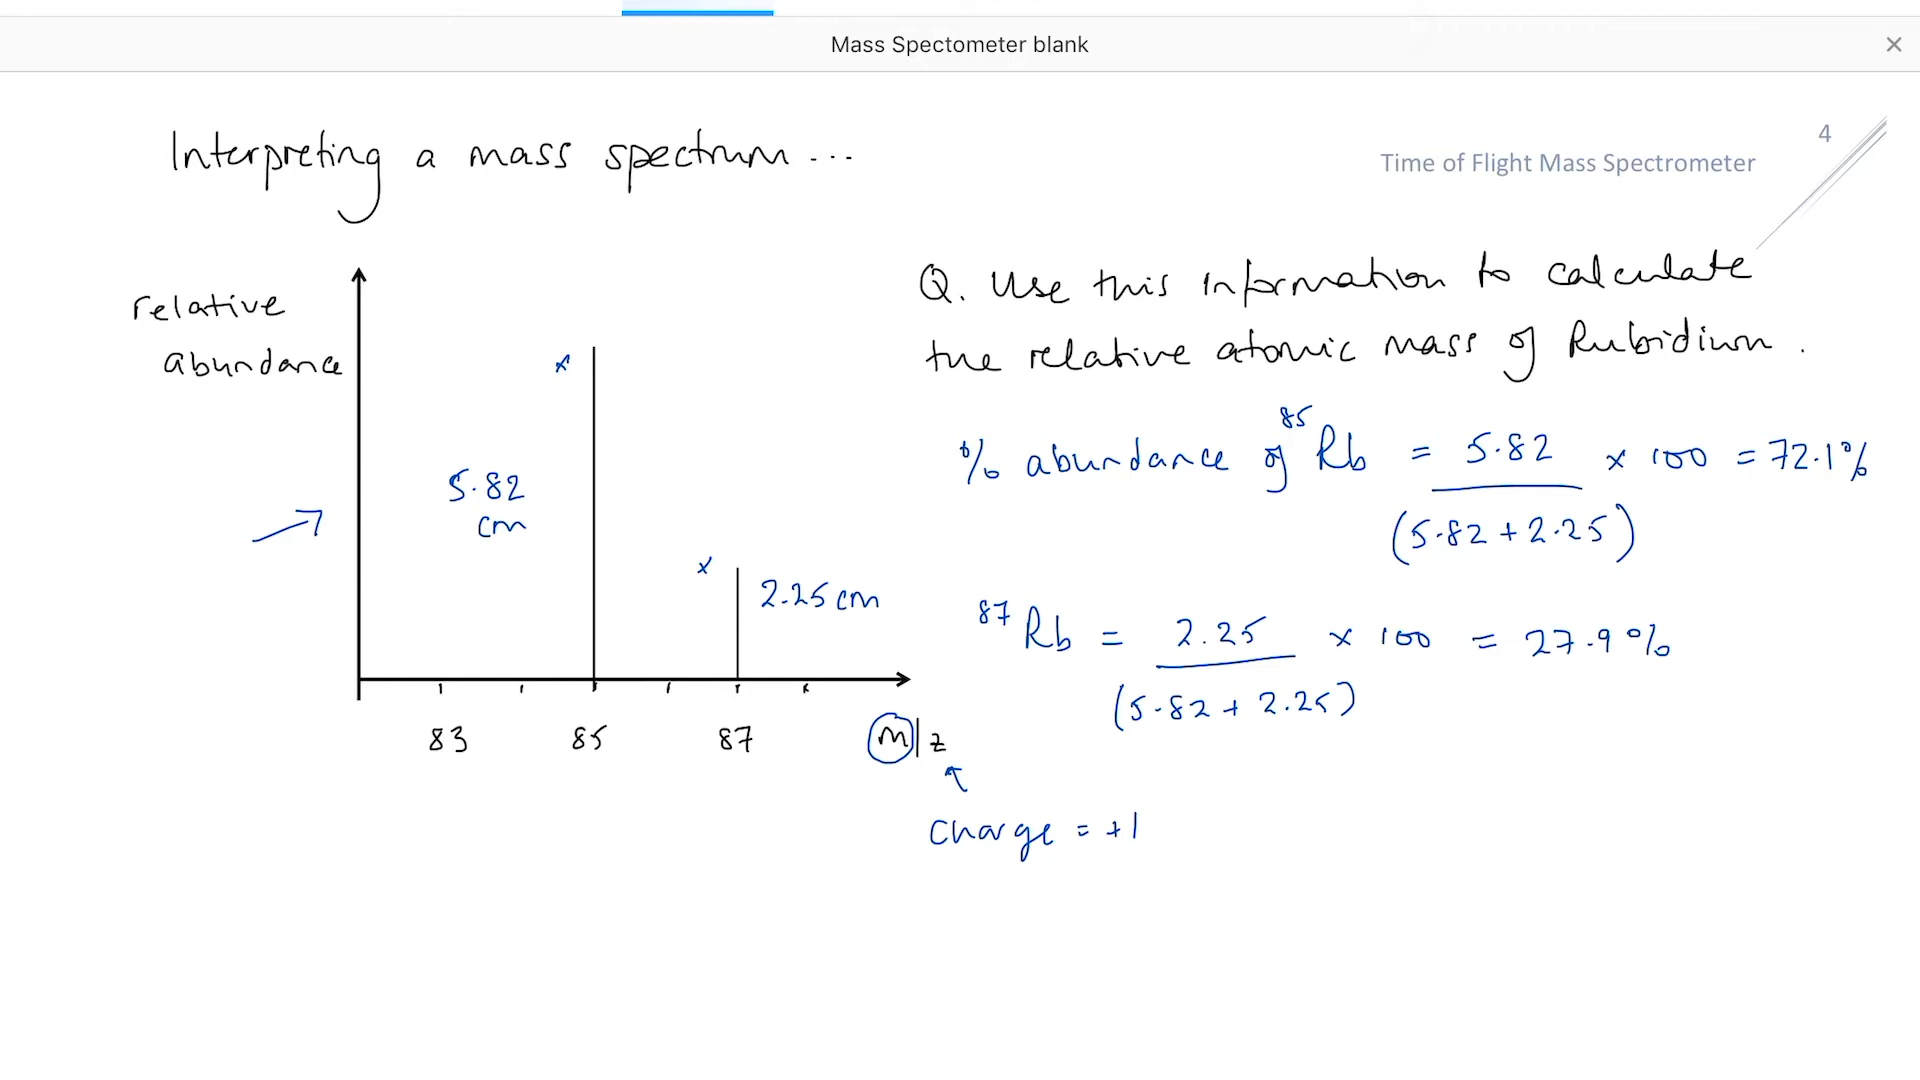 Mass Spectometer blank
4
Time of Flight Mass Spectrometer
Interpreting a mass spectrum ...
relative
abundance
x
5.82
cm
x
2.25 cm
83 85 87 m/z
charge = +1
Q. Use this information to calculate
the relative atomic mass of Rubidium.
% abundance of ⁸⁵Rb = 5.82 x 100 = 72.1%
(5.82 + 2.25)
⁸⁷Rb = 2.25 x 100 = 27.9%
(5.82 + 2.25)